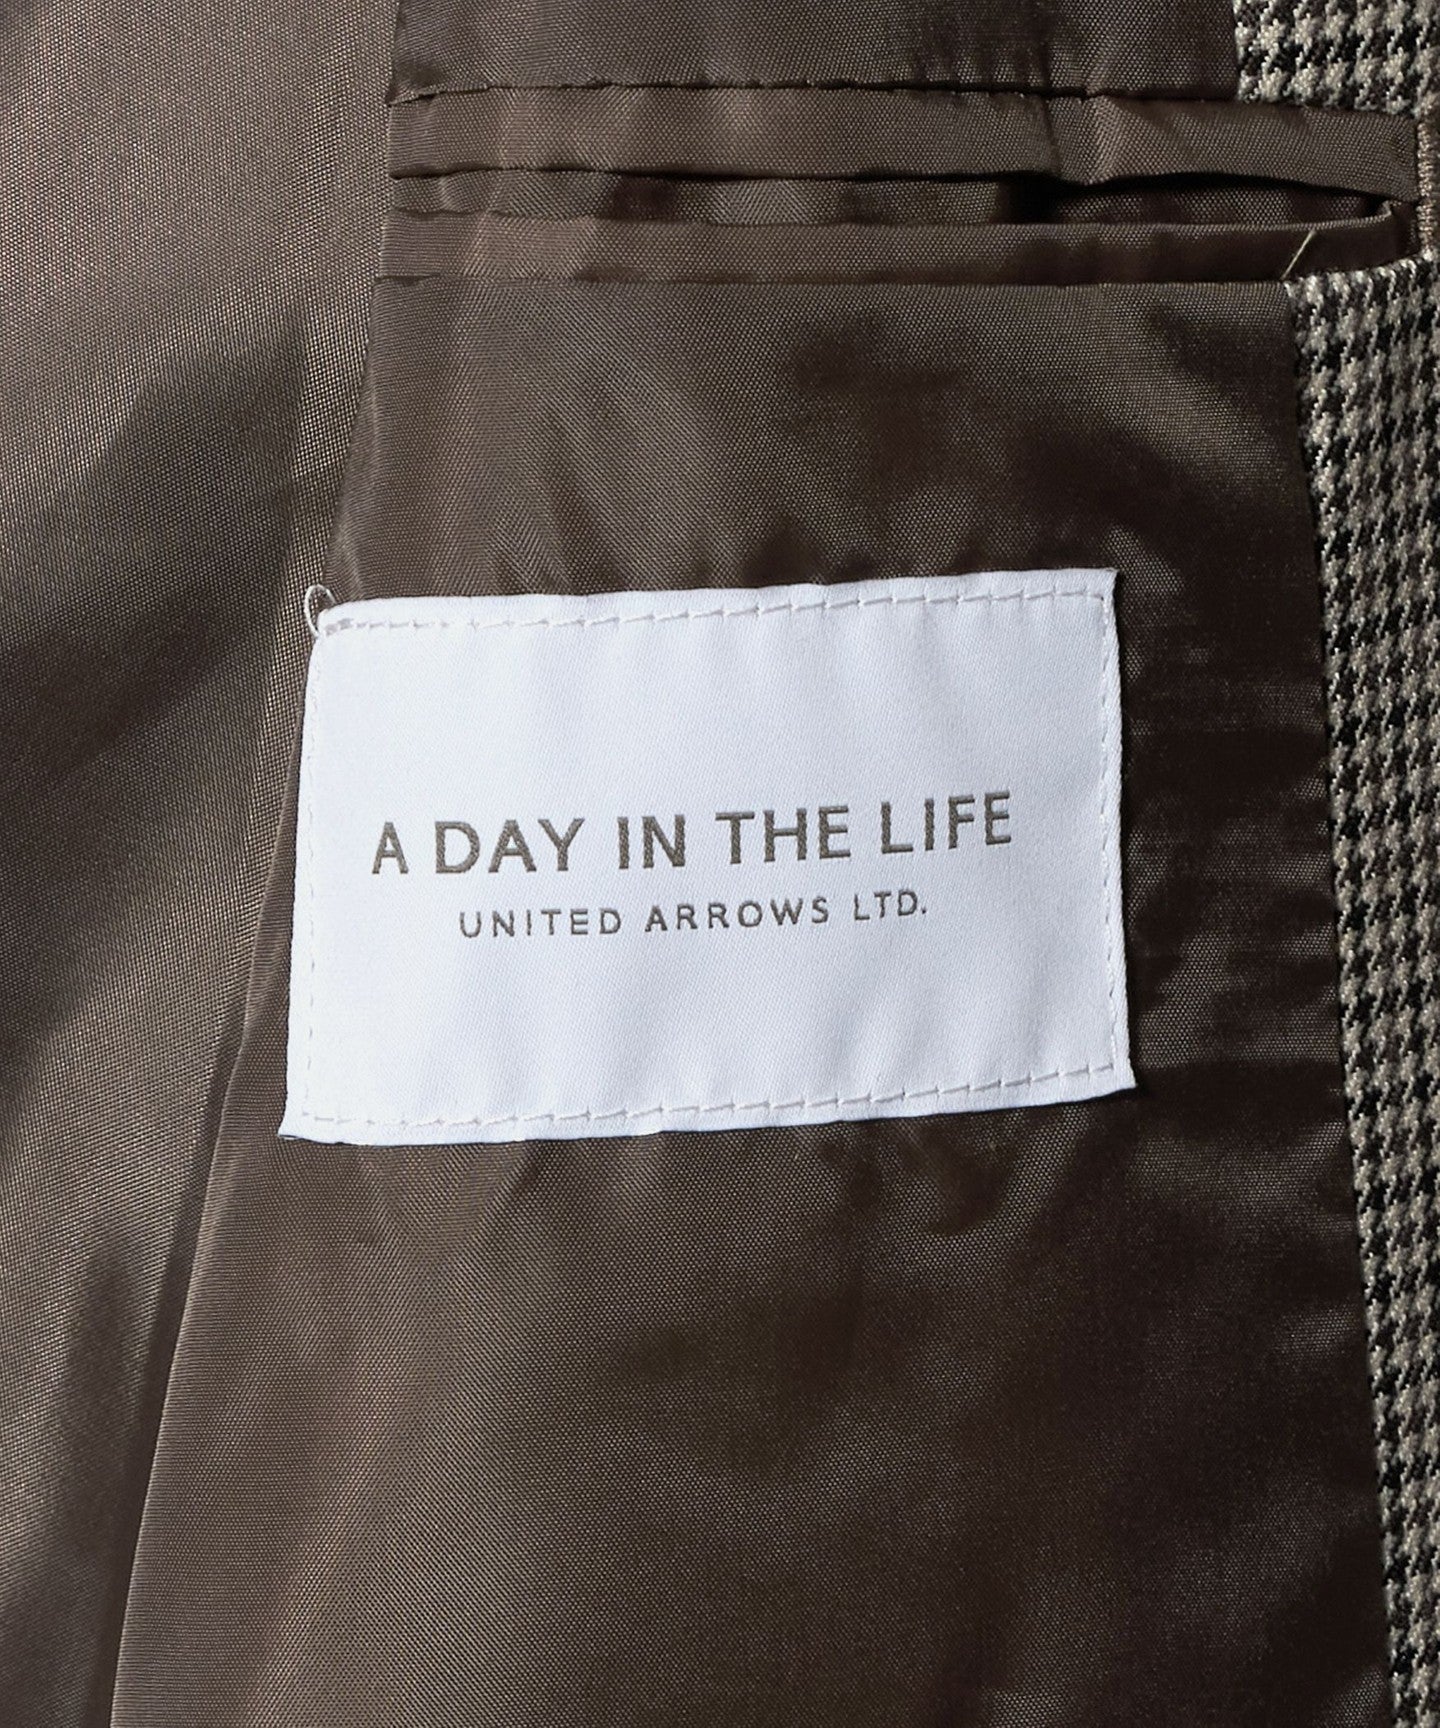 A DAY IN THE LIFE
UNITED ARROWS LTD.